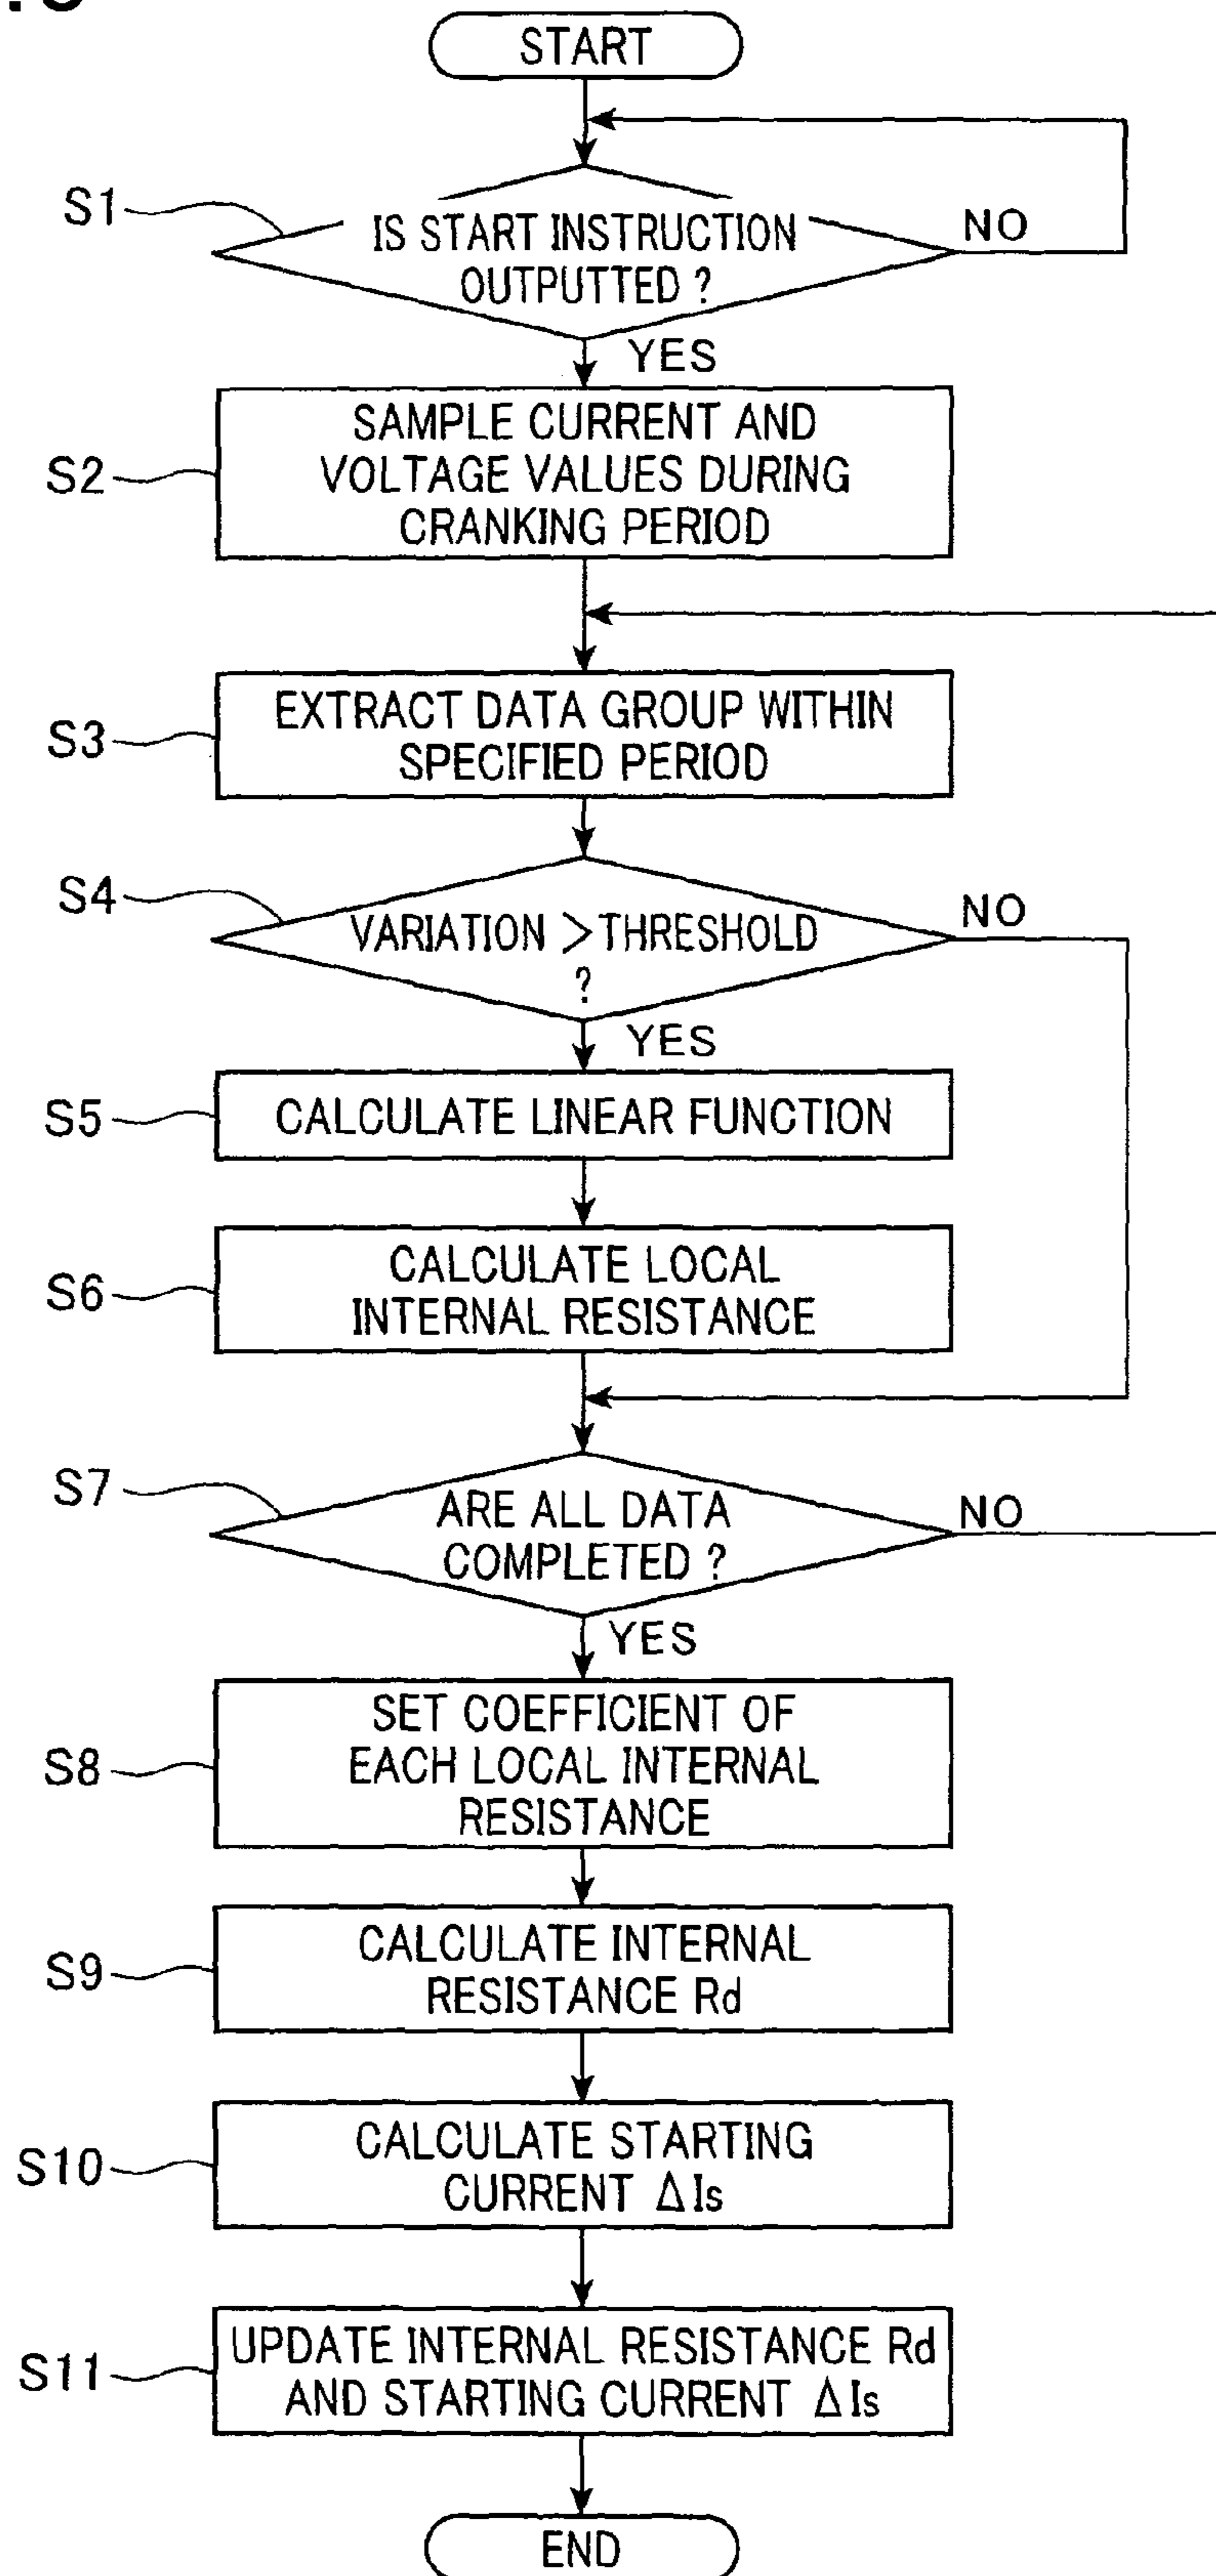 START
S1
IS START INSTRUCTION
OUTPUTTED ?
NO
YES
S2
SAMPLE CURRENT AND
VOLTAGE VALUES DURING
CRANKING PERIOD
S3
EXTRACT DATA GROUP WITHIN
SPECIFIED PERIOD
S4
VARIATION > THRESHOLD
?
NO
YES
S5
CALCULATE LINEAR FUNCTION
S6
CALCULATE LOCAL
INTERNAL RESISTANCE
S7
ARE ALL DATA
COMPLETED ?
NO
YES
S8
SET COEFFICIENT OF
EACH LOCAL INTERNAL
RESISTANCE
S9
CALCULATE INTERNAL
RESISTANCE Rd
S10
CALCULATE STARTING
CURRENT ΔIs
S11
UPDATE INTERNAL RESISTANCE Rd
AND STARTING CURRENT ΔIs
END